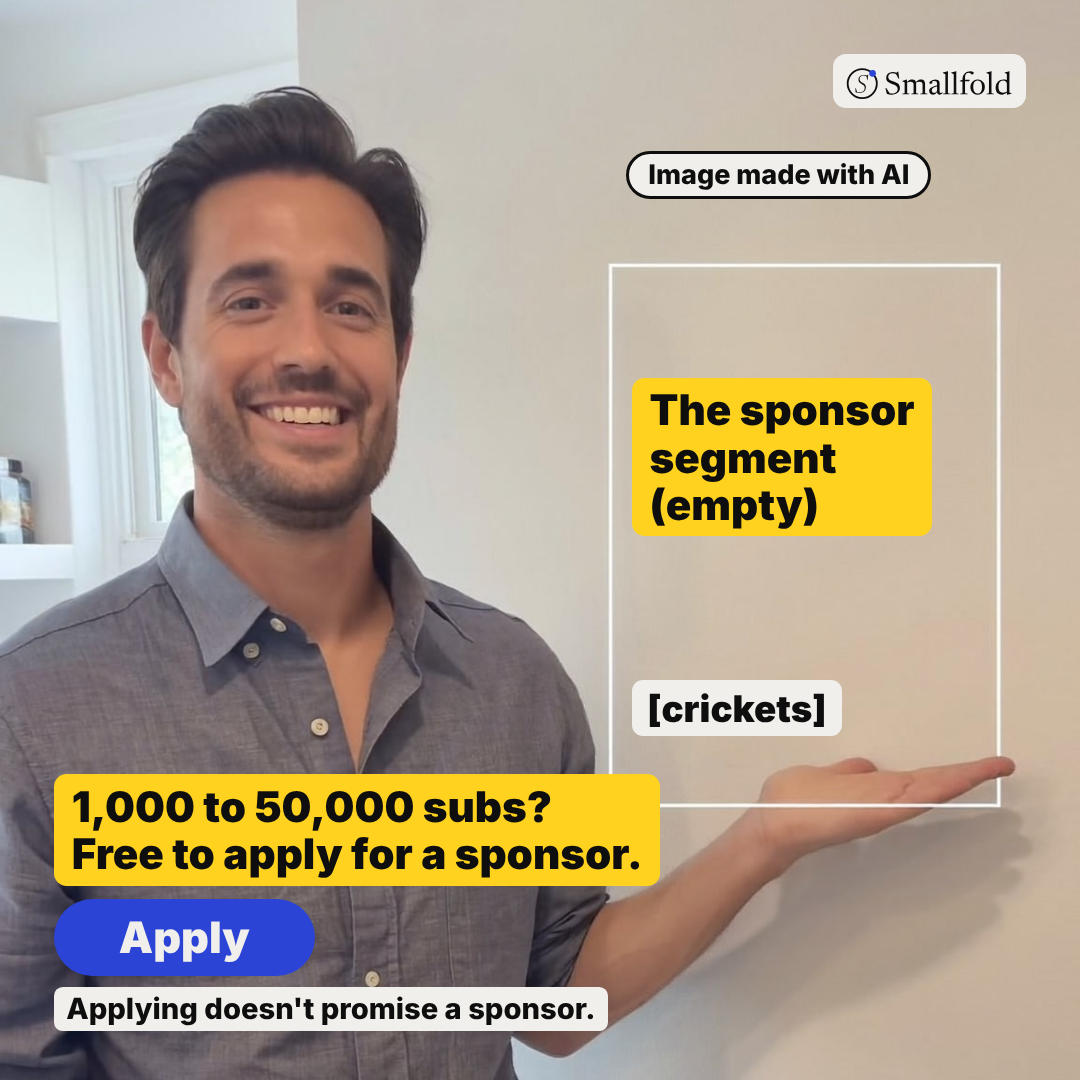 Smallfold
Image made with AI
The sponsor
segment
(empty)
[crickets]
1,000 to 50,000 subs?
Free to apply for a sponsor.
Apply
Applying doesn't promise a sponsor.